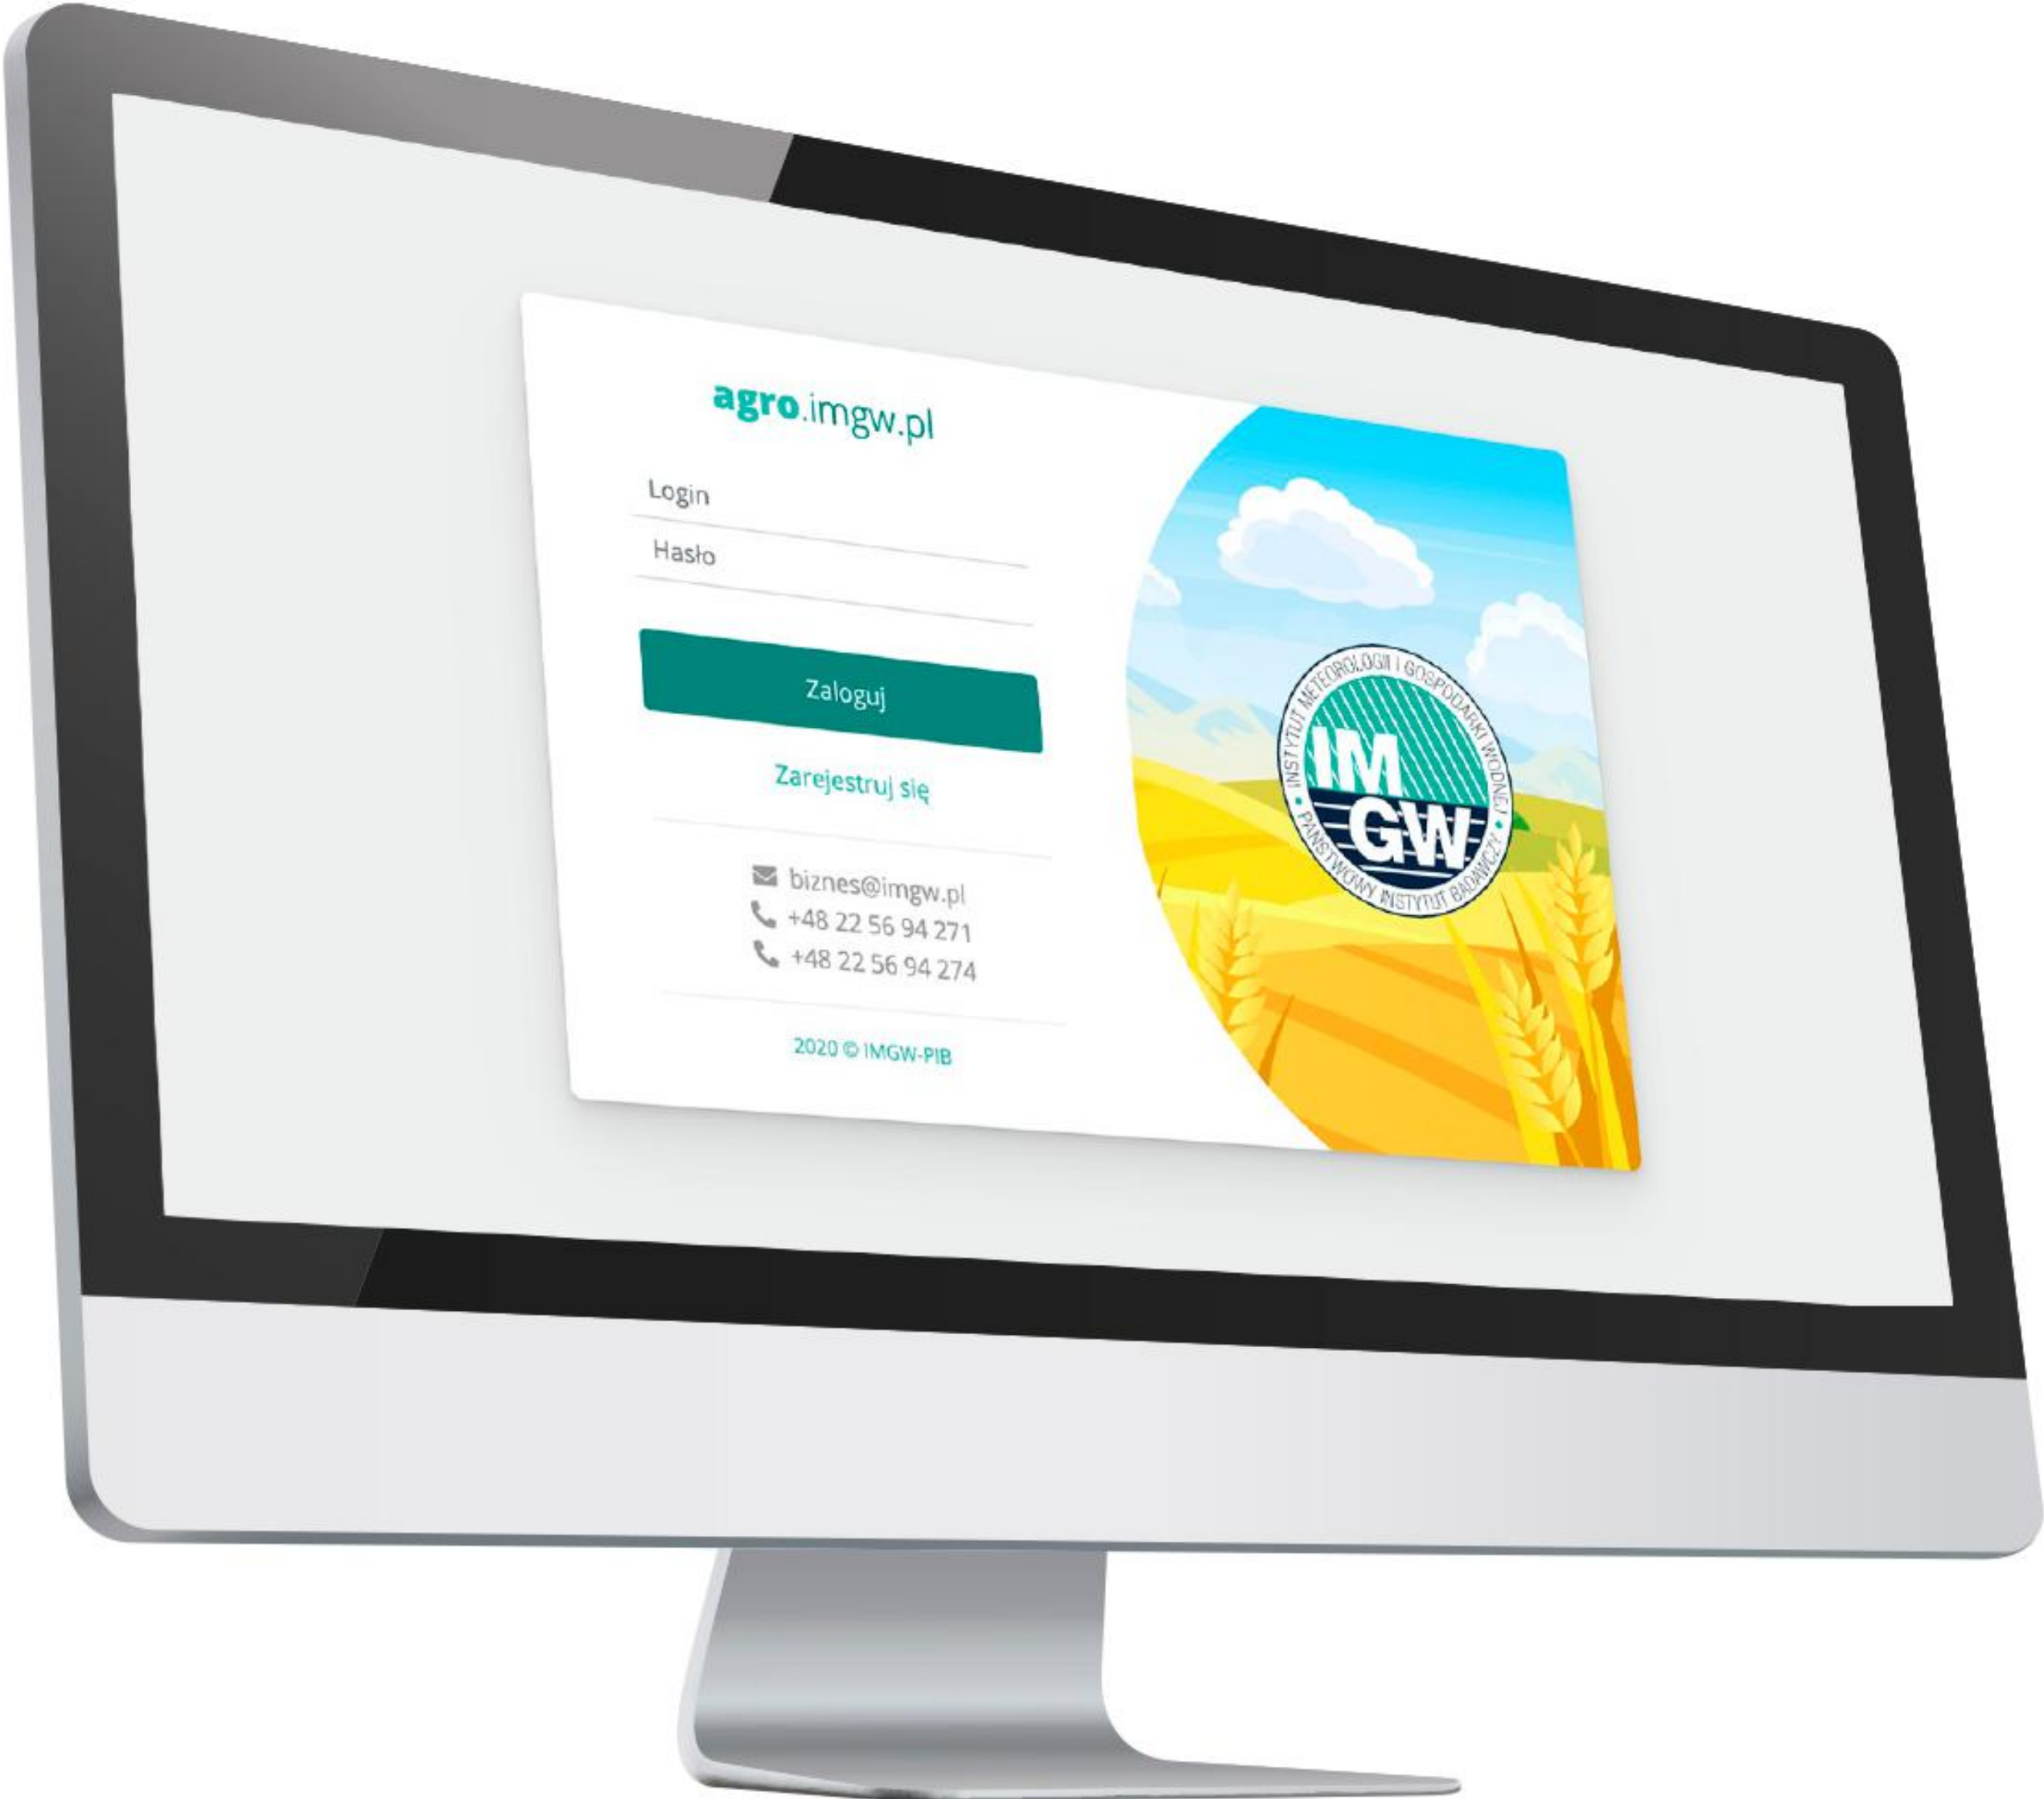 agro.imgw.pl
Login
Hasło
Zaloguj
Zarejestruj się
biznes@imgw.pl
+48 22 56 94 271
+48 22 56 94 274
2020 © IMGW-PIB
INSTYTUT METEOROLOGII I GOSPODARKI WODNEJ
IM
GW
PAŃSTWOWY INSTYTUT BADAWCZY